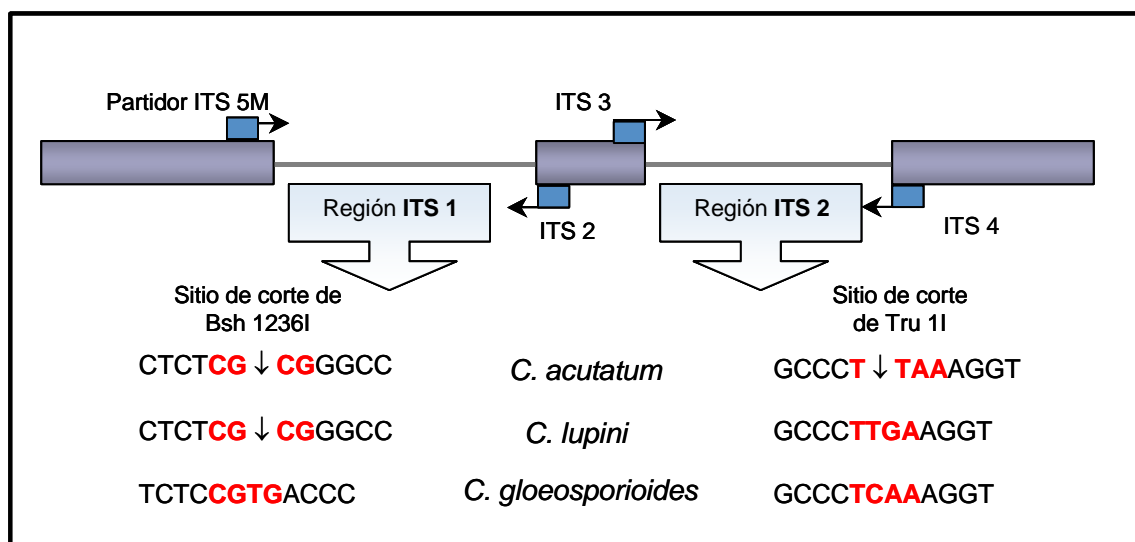 Partidor ITS 5M
ITS 3
Región ITS 1
ITS 2
Región ITS 2
ITS 4
Sitio de corte de
Bsh 1236I
Sitio de corte
de Tru 1I
CTCTCG ↓ CGGGCC
C. acutatum
GCCCT ↓ TAAAGGT
CTCTCG ↓ CGGGCC
C. lupini
GCCCTTGAAGGT
TCTCCGTGACCC
C. gloeosporioides
GCCCTCAAAGGT